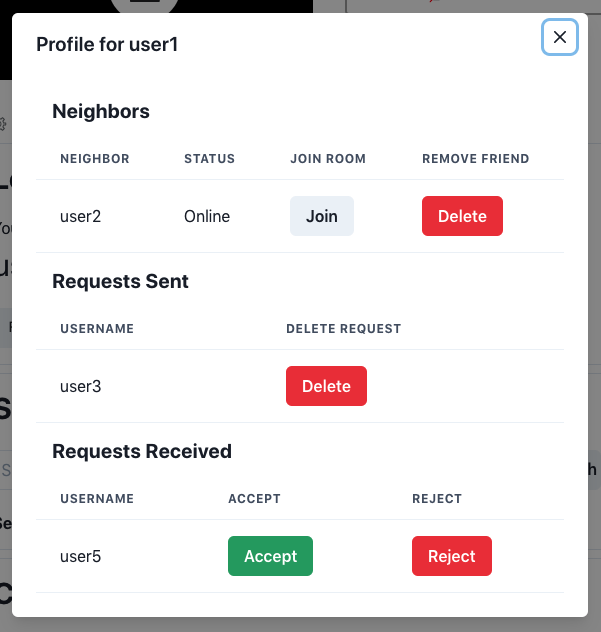 Profile for user1
Neighbors
NEIGHBOR STATUS JOIN ROOM REMOVE FRIEND
user2 Online Join Delete
Requests Sent
USERNAME DELETE REQUEST
user3 Delete
Requests Received
USERNAME ACCEPT REJECT
user5 Accept Reject